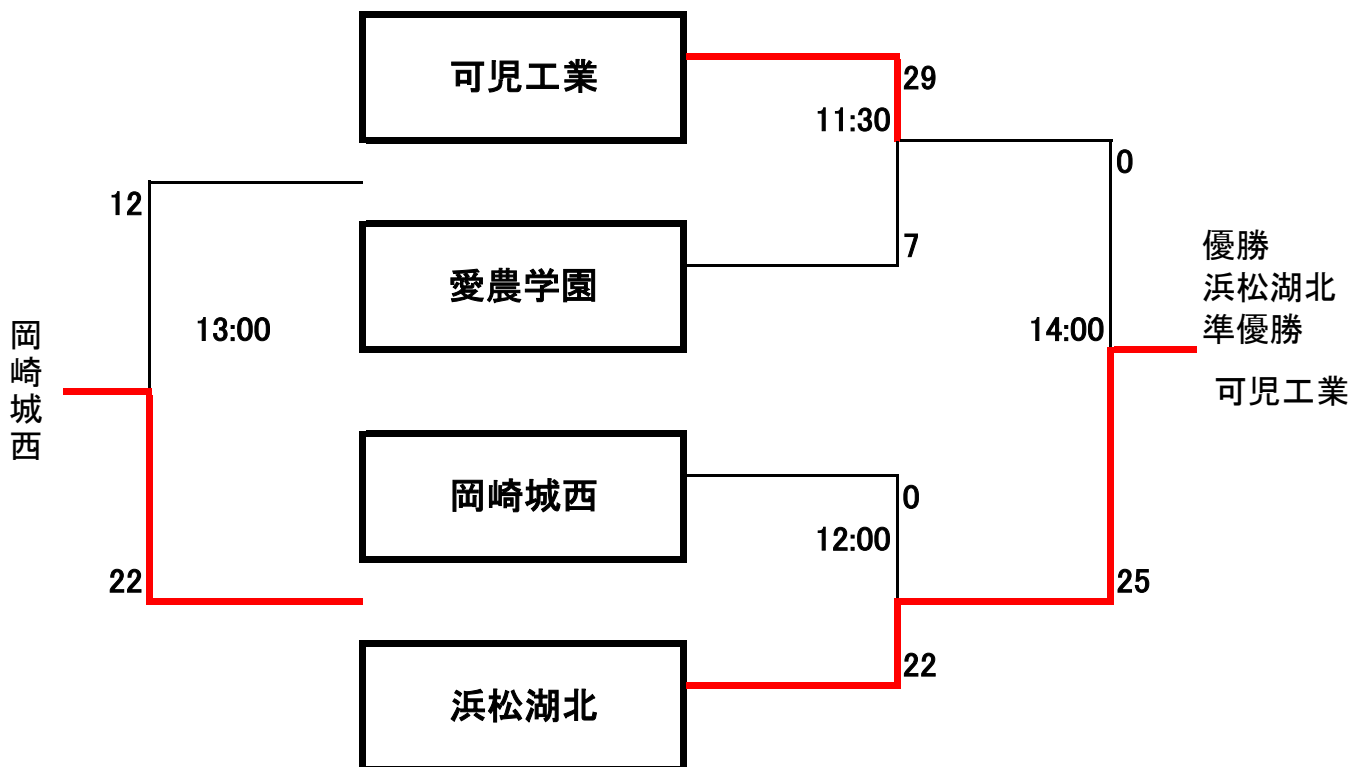 可児工業
29
11:30
0
12
7
優勝
浜松湖北
準優勝
可児工業
愛農学園
13:00
14:00
岡崎城西
岡崎城西
0
12:00
22
25
22
浜松湖北